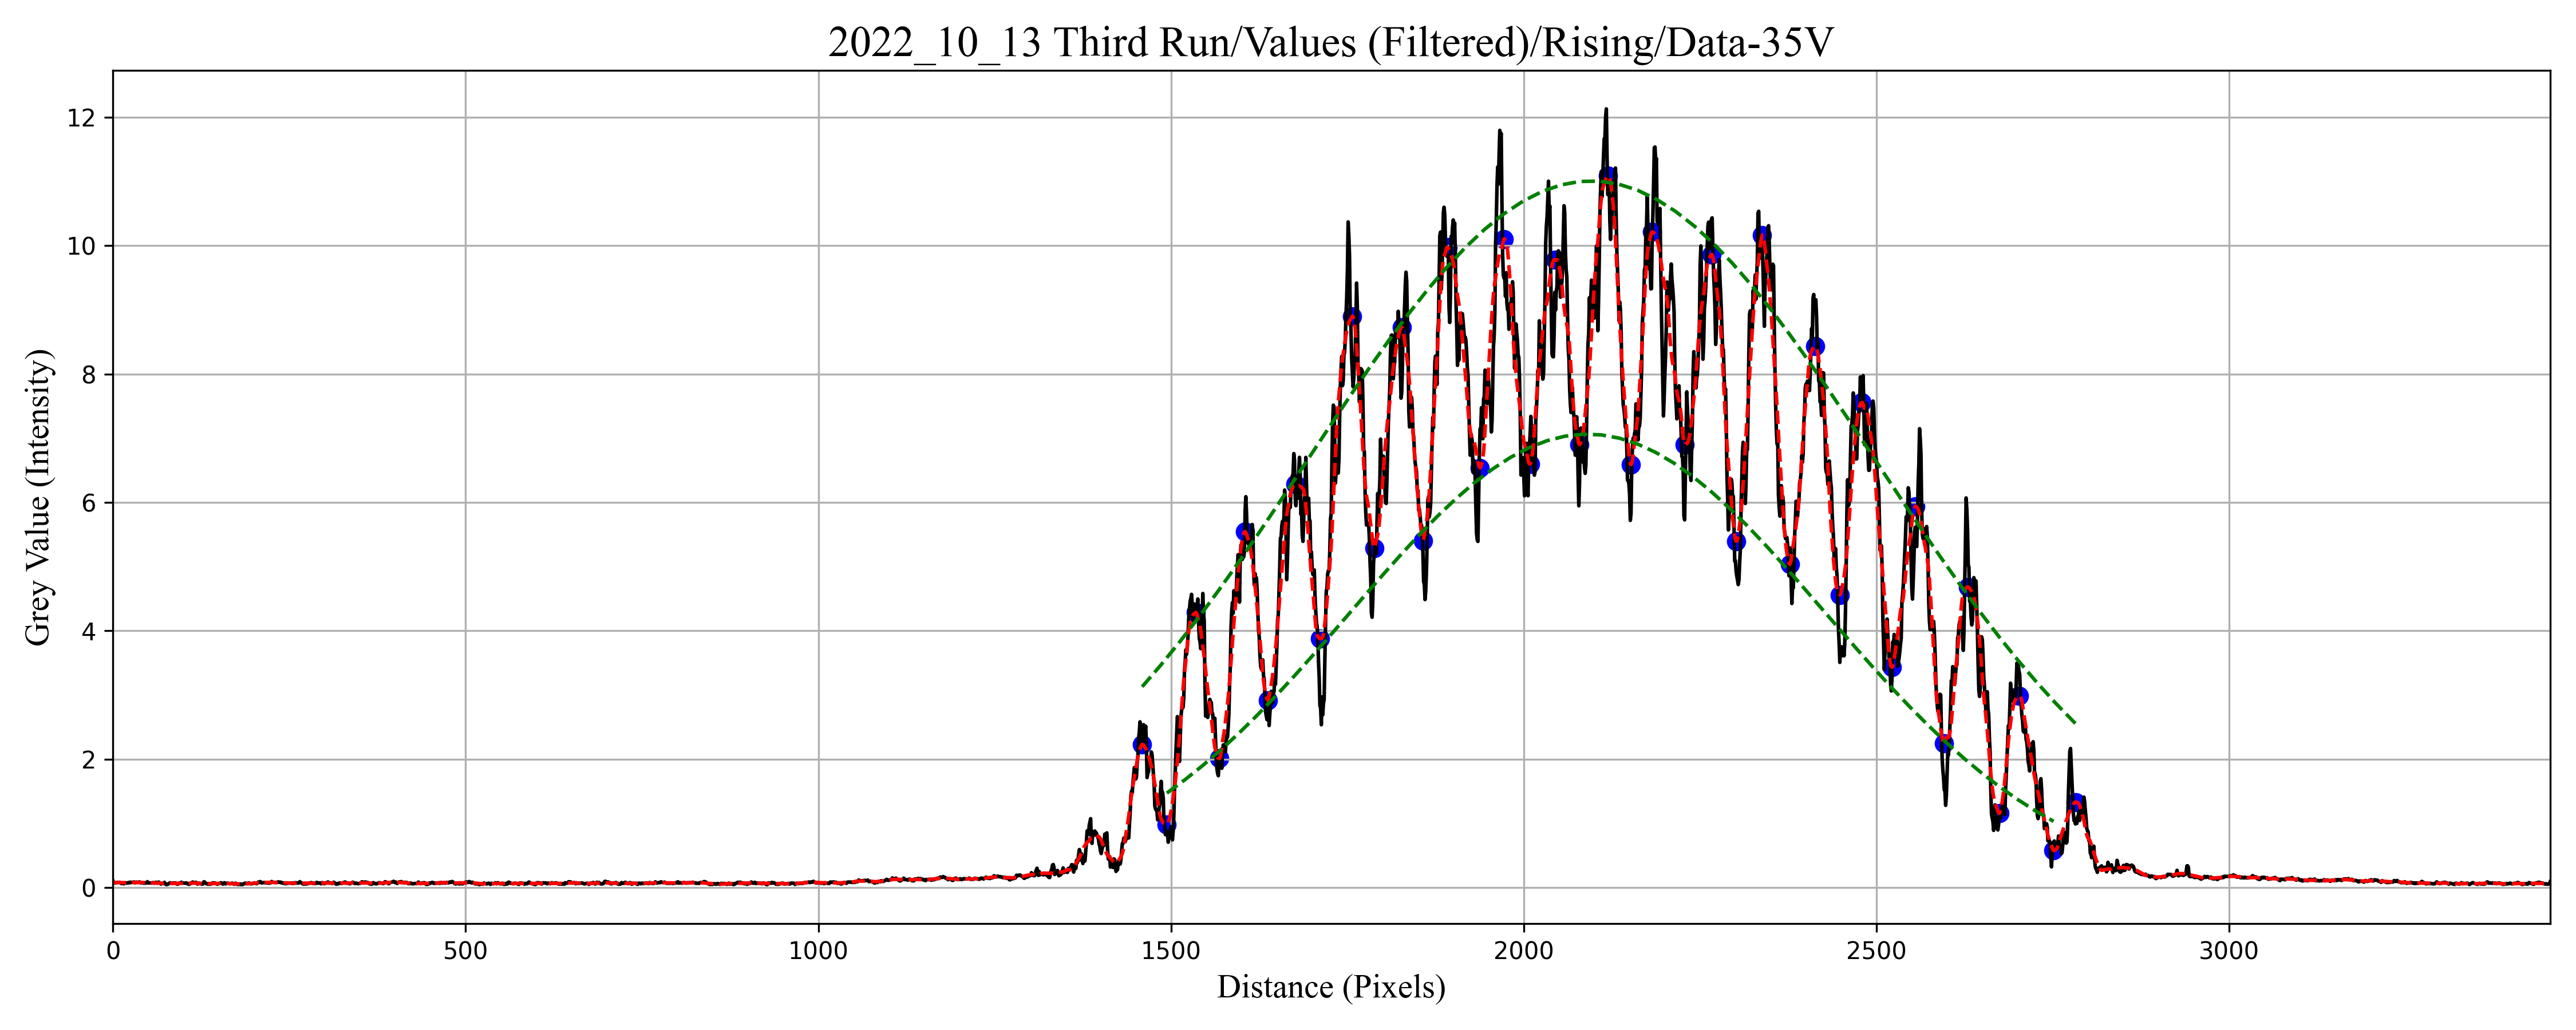 2022_10_13 Third Run/Values (Filtered)/Rising/Data-35V
12
10
8
6
4
2
0
Grey Value (Intensity)
0 500 1000 1500 2000 2500 3000
Distance (Pixels)